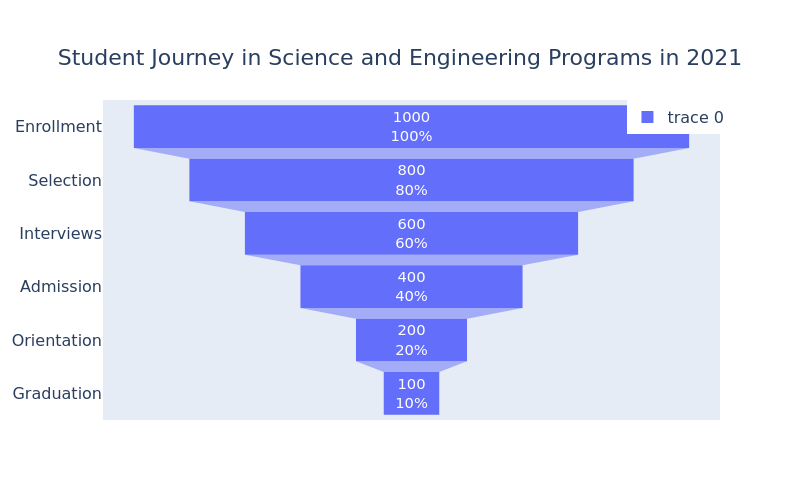 Student Journey in Science and Engineering Programs in 2021
trace 0
Enrollment
1000
100%
Selection
800
80%
Interviews
600
60%
Admission
400
40%
Orientation
200
20%
Graduation
100
10%